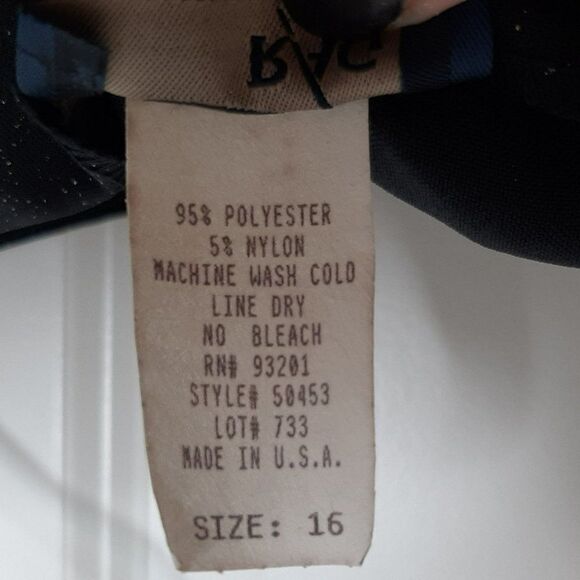 RAG
95% POLYESTER
5% NYLON
MACHINE WASH COLD
LINE DRY
NO BLEACH
RN# 93201
STYLE# 50453
LOT# 733
MADE IN U.S.A.
SIZE: 16